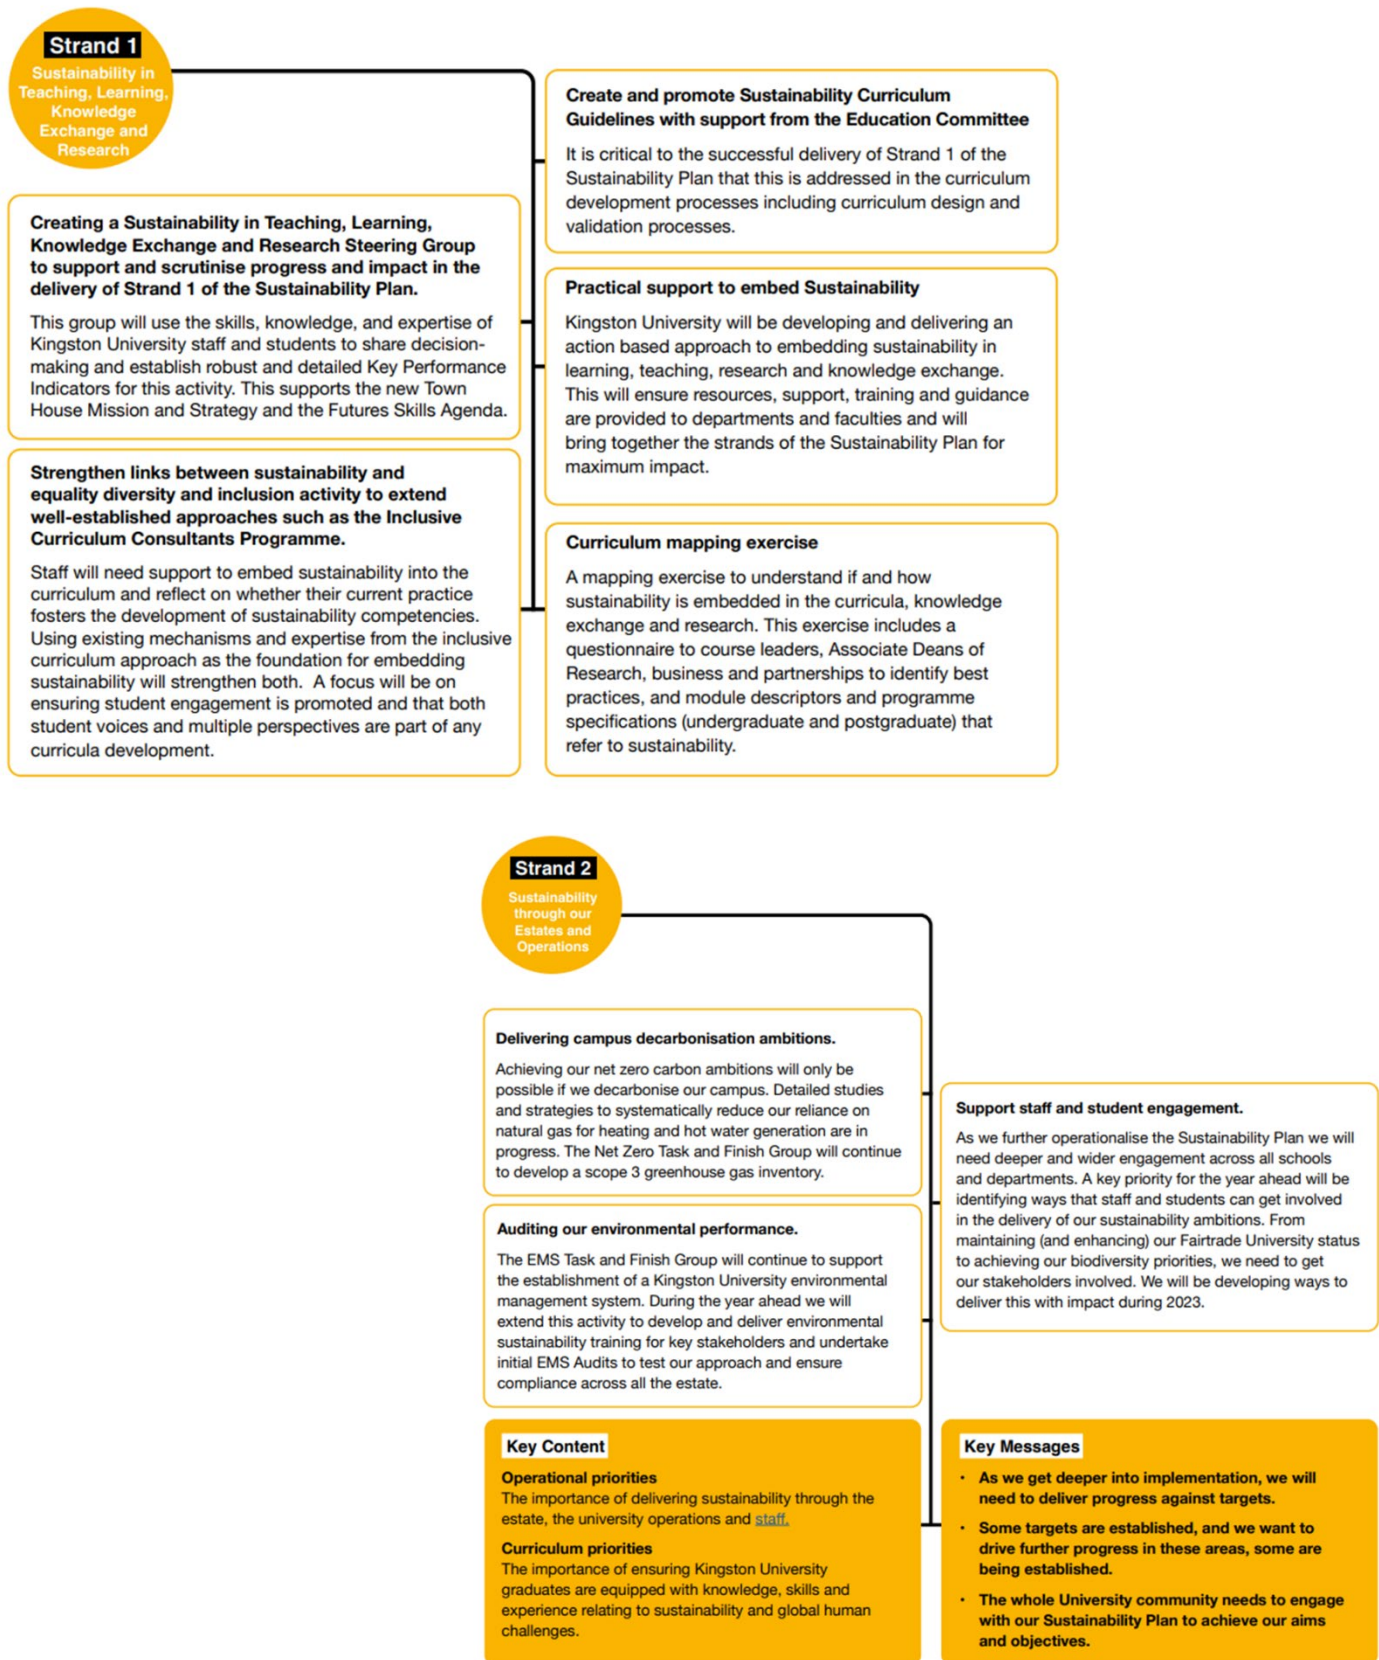 Strand 1
Sustainability in
Teaching, Learning,
Knowledge
Exchange and
Research
Creating a Sustainability in Teaching, Learning,
Knowledge Exchange and Research Steering Group
to support and scrutinise progress and impact in the
delivery of Strand 1 of the Sustainability Plan.
This group will use the skills, knowledge, and expertise of
Kingston University staff and students to share decision-
making and establish robust and detailed Key Performance
Indicators for this activity. This supports the new Town
House Mission and Strategy and the Futures Skills Agenda.
Strengthen links between sustainability and
equality diversity and inclusion activity to extend
well-established approaches such as the Inclusive
Curriculum Consultants Programme.
Staff will need support to embed sustainability into the
curriculum and reflect on whether their current practice
fosters the development of sustainability competencies.
Using existing mechanisms and expertise from the inclusive
curriculum approach as the foundation for embedding
sustainability will strengthen both. A focus will be on
ensuring student engagement is promoted and that both
student voices and multiple perspectives are part of any
curricula development.
Create and promote Sustainability Curriculum
Guidelines with support from the Education Committee
It is critical to the successful delivery of Strand 1 of the
Sustainability Plan that this is addressed in the curriculum
development processes including curriculum design and
validation processes.
Practical support to embed Sustainability
Kingston University will be developing and delivering an
action based approach to embedding sustainability in
learning, teaching, research and knowledge exchange.
This will ensure resources, support, training and guidance
are provided to departments and faculties and will
bring together the strands of the Sustainability Plan for
maximum impact.
Curriculum mapping exercise
A mapping exercise to understand if and how
sustainability is embedded in the curricula, knowledge
exchange and research. This exercise includes a
questionnaire to course leaders, Associate Deans of
Research, business and partnerships to identify best
practices, and module descriptors and programme
specifications (undergraduate and postgraduate) that
refer to sustainability.
Strand 2
Sustainability
through our
Estates and
Operations
Delivering campus decarbonisation ambitions.
Achieving our net zero carbon ambitions will only be
possible if we decarbonise our campus. Detailed studies
and strategies to systematically reduce our reliance on
natural gas for heating and hot water generation are in
progress. The Net Zero Task and Finish Group will continue
to develop a scope 3 greenhouse gas inventory.
Auditing our environmental performance.
The EMS Task and Finish Group will continue to support
the establishment of a Kingston University environmental
management system. During the year ahead we will
extend this activity to develop and deliver environmental
sustainability training for key stakeholders and undertake
initial EMS Audits to test our approach and ensure
compliance across all the estate.
Support staff and student engagement.
As we further operationalise the Sustainability Plan we will
need deeper and wider engagement across all schools
and departments. A key priority for the year ahead will be
identifying ways that staff and students can get involved
in the delivery of our sustainability ambitions. From
maintaining (and enhancing) our Fairtrade University status
to achieving our biodiversity priorities, we need to get
our stakeholders involved. We will be developing ways to
deliver this with impact during 2023.
Key Content
Operational priorities
The importance of delivering sustainability through the
estate, the university operations and staff.
Curriculum priorities
The importance of ensuring Kingston University
graduates are equipped with knowledge, skills and
experience relating to sustainability and global human
challenges.
Key Messages
• As we get deeper into implementation, we will
need to deliver progress against targets.
• Some targets are established, and we want to
drive further progress in these areas, some are
being established.
• The whole University community needs to engage
with our Sustainability Plan to achieve our aims
and objectives.